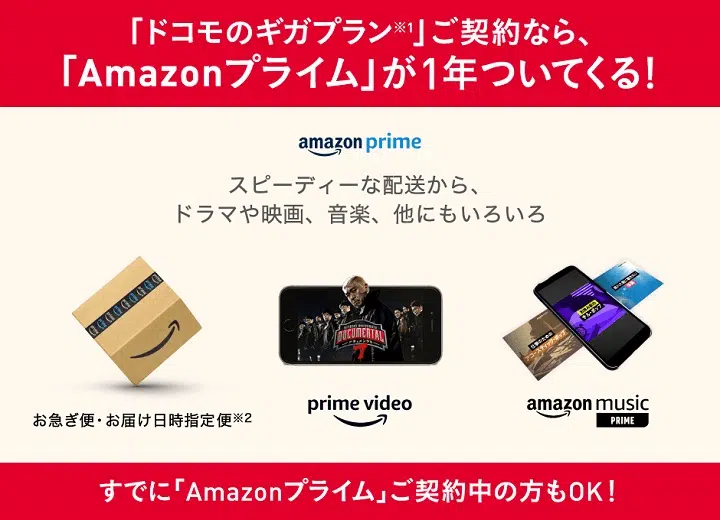 「ドコモのギガプラン※1」ご契約なら、
「Amazonプライム」が1年ついてくる!
amazon prime
スピーディーな配送から、
ドラマや映画、音楽、他にもいろいろ
DOCUMENTAL
お急ぎ便・お届け日時指定便※2
prime video
amazon music
PRIME
すでに「Amazonプライム」ご契約中の方もOK!